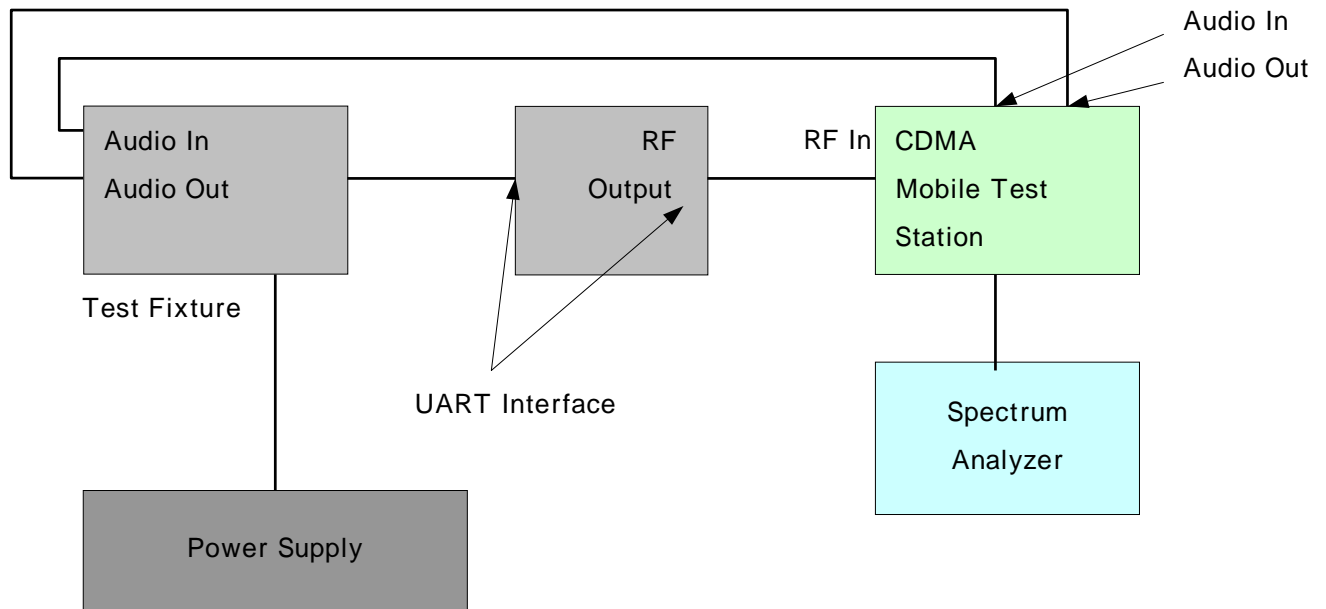 Audio In
Audio Out
Audio In
Audio Out
RF
Output
RF In
CDMA
Mobile Test
Station
Test Fixture
UART Interface
Spectrum
Analyzer
Power Supply